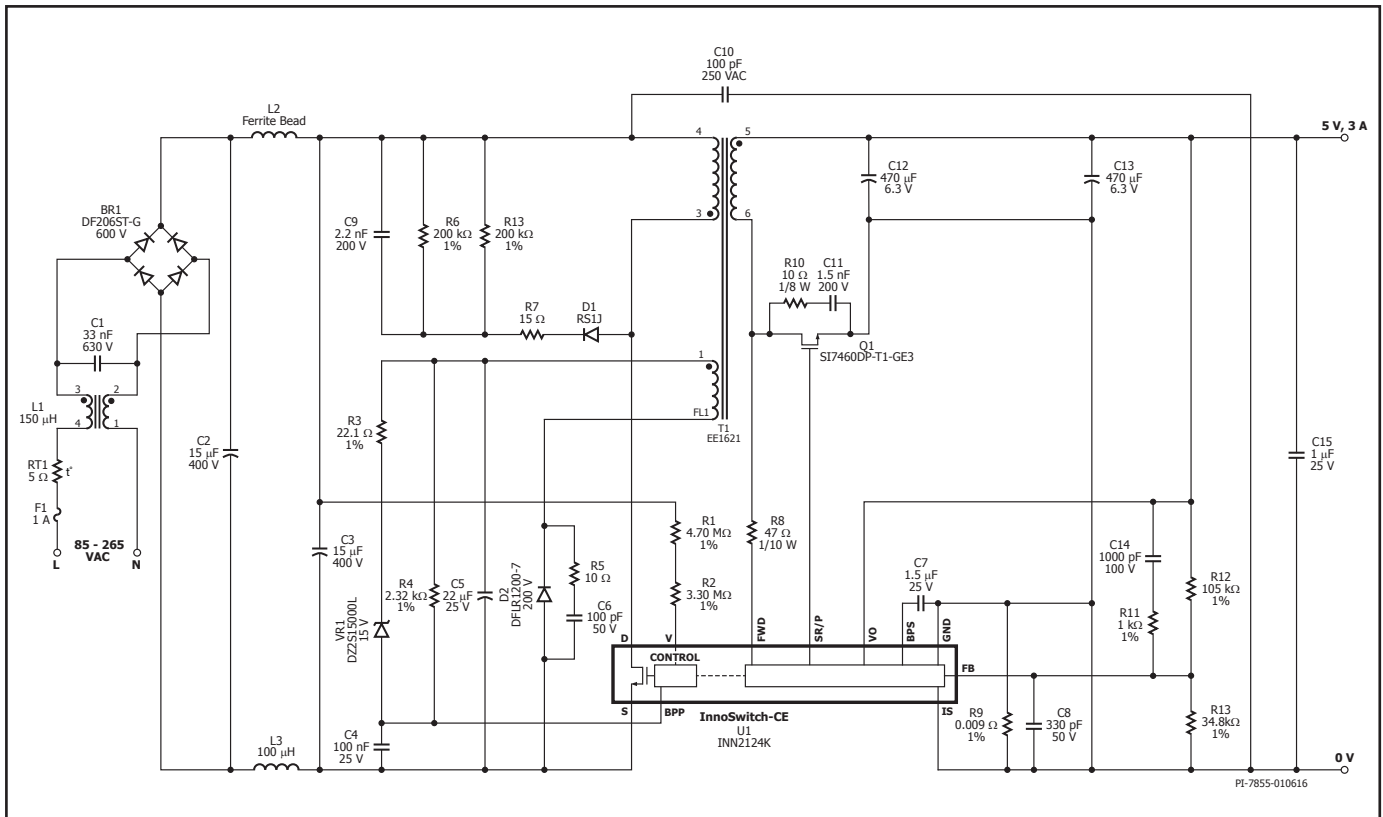 C10
100 pF
250 VAC
L2
Ferrite Bead
4
5
5 V, 3 A
C12
470 µF
6.3 V
C13
470 µF
6.3 V
BR1
DF206ST-G
600 V
C9
2.2 nF
200 V
R6
200 kΩ
1%
R13
200 kΩ
1%
3
6
R10
10 Ω
1/8 W
C11
1.5 nF
200 V
R7
15 Ω
D1
RS1J
C1
33 nF
630 V
Q1
SI7460DP-T1-GE3
1
3
2
L1
150 µH
4
1
FL1
T1
EE1621
R3
22.1 Ω
1%
C2
15 µF
400 V
C15
1 µF
25 V
RT1
5 Ω
t°
F1
1 A
85 - 265
VAC
L
N
C3
15 µF
400 V
R1
4.70 MΩ
1%
R8
47 Ω
1/10 W
C14
1000 pF
100 V
R5
10 Ω
C7
1.5 µF
25 V
R12
105 kΩ
1%
R4
2.32 kΩ
1%
C5
22 µF
25 V
D2
DFLR1200-7
200 V
R2
3.30 MΩ
1%
C6
100 pF
50 V
R11
1 kΩ
1%
VR1
DZ2S15000L
15 V
D
V
FWD
SR/P
VO
BPS
GND
CONTROL
FB
S
BPP
InnoSwitch-CE
U1
INN2124K
IS
R9
0.009 Ω
1%
C8
330 pF
50 V
R13
34.8kΩ
1%
C4
100 nF
25 V
L3
100 µH
0 V
PI-7855-010616